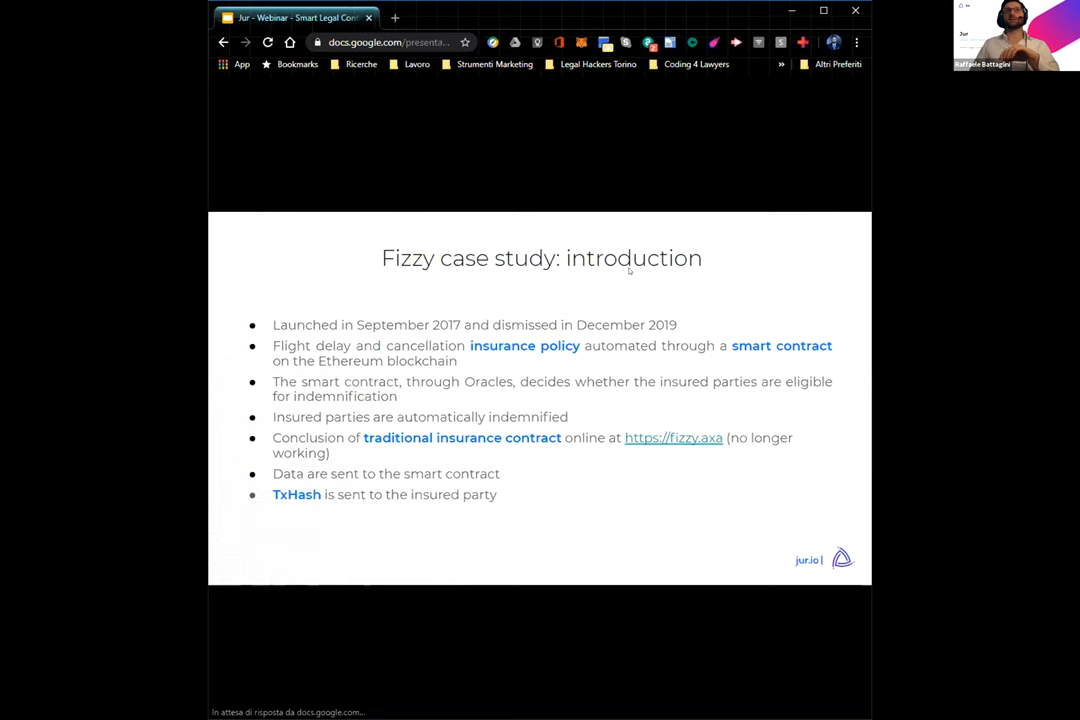 Jur - Webinar - Smart Legal Con
docs.google.com/presenta...
App
Bookmarks
Ricerche
Lavoro
Strumenti Marketing
Legal Hackers Torino
Coding 4 Lawyers
»
Altri Preferiti
Jur
Raffaele Battaglini
Fizzy case study: introduction
● Launched in September 2017 and dismissed in December 2019
● Flight delay and cancellation insurance policy automated through a smart contract
on the Ethereum blockchain
● The smart contract, through Oracles, decides whether the insured parties are eligible
for indemnification
● Insured parties are automatically indemnified
● Conclusion of traditional insurance contract online at https://fizzy.axa (no longer
working)
● Data are sent to the smart contract
● TxHash is sent to the insured party
jur.io |
In attesa di risposta da docs.google.com...